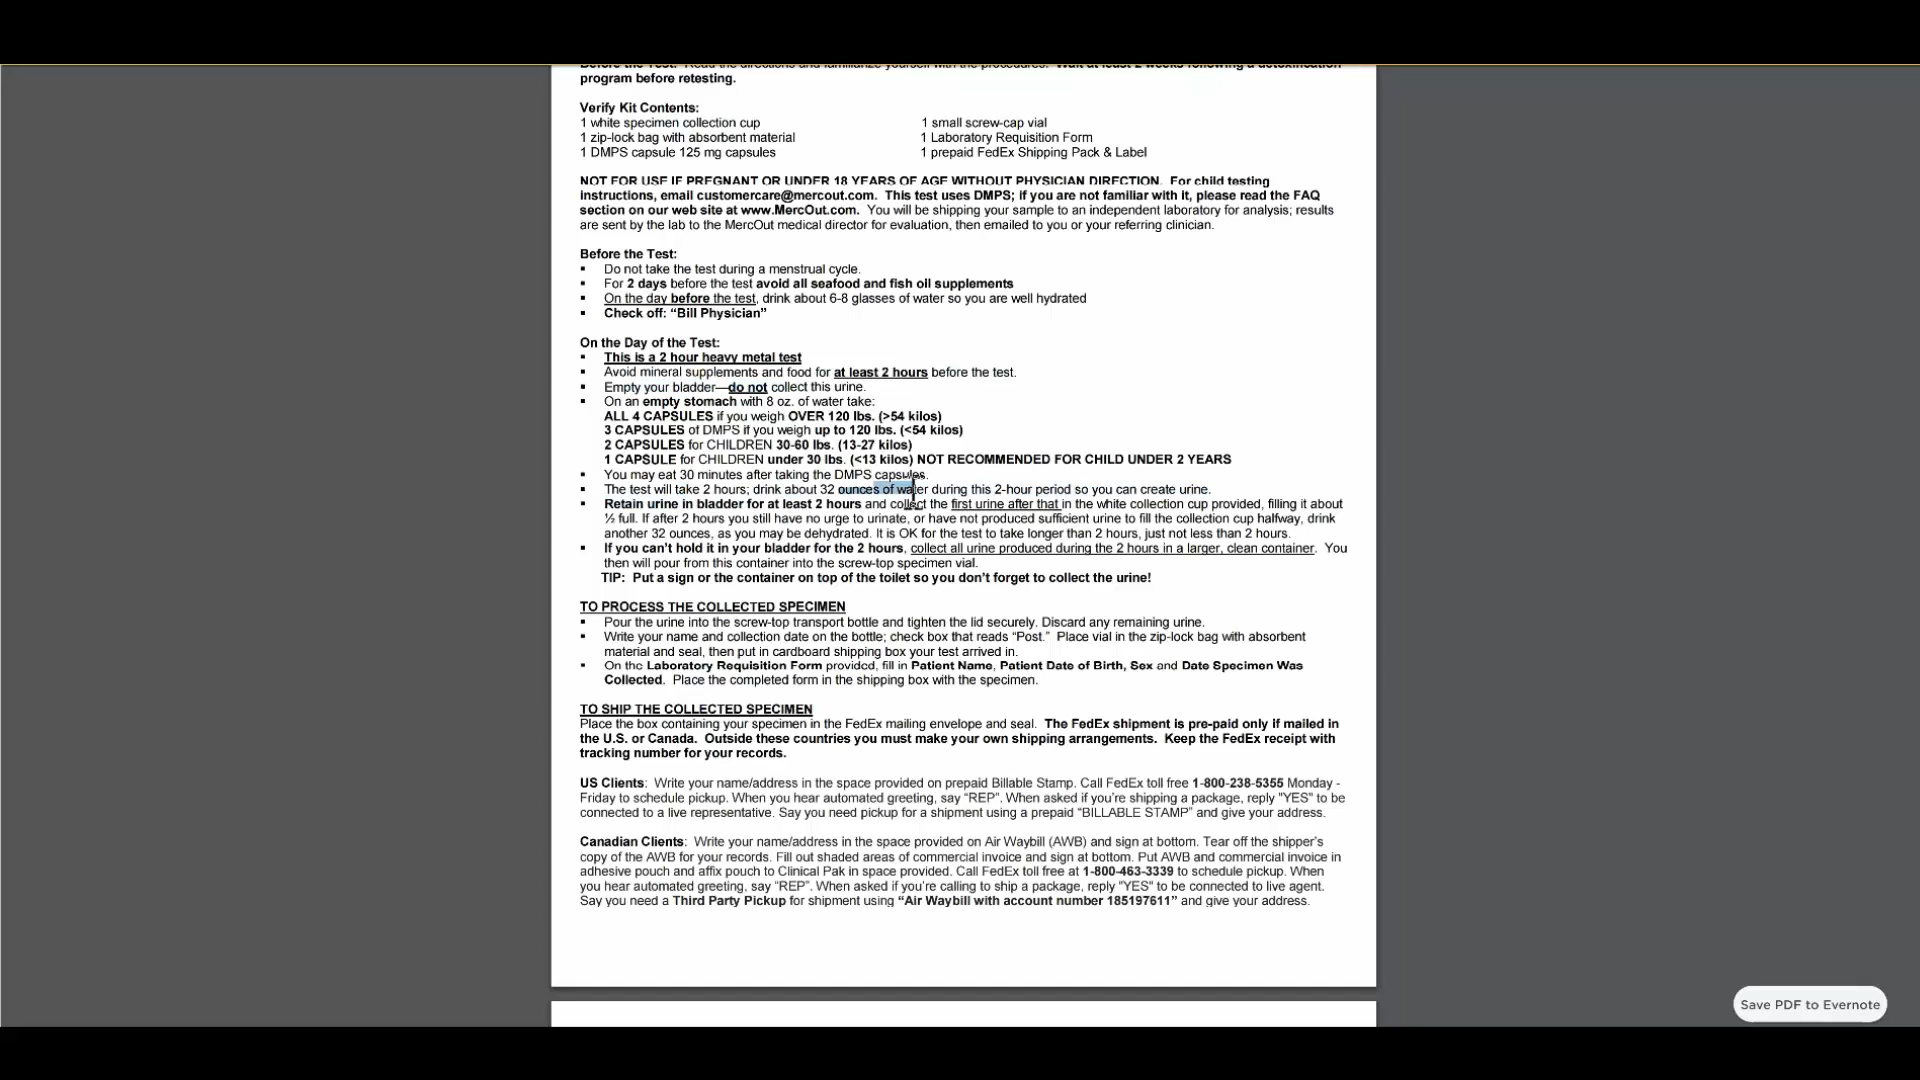 Before the Test: Read the directions and familiarize yourself with the procedures. Wait at least 2 weeks following a detoxification
program before retesting.
Verify Kit Contents:
1 white specimen collection cup
1 small screw-cap vial
1 zip-lock bag with absorbent material
1 Laboratory Requisition Form
1 DMPS capsule 125 mg capsules
1 prepaid FedEx Shipping Pack & Label
NOT FOR USE IF PREGNANT OR UNDER 18 YEARS OF AGE WITHOUT PHYSICIAN DIRECTION. For child testing
instructions, email customercare@mercout.com. This test uses DMPS; if you are not familiar with it, please read the FAQ
section on our web site at www.MercOut.com. You will be shipping your sample to an independent laboratory for analysis; results
are sent by the lab to the MercOut medical director for evaluation, then emailed to you or your referring clinician.
Before the Test:
▪ Do not take the test during a menstrual cycle.
▪ For 2 days before the test avoid all seafood and fish oil supplements
▪ On the day before the test, drink about 6-8 glasses of water so you are well hydrated
▪ Check off: “Bill Physician”
On the Day of the Test:
▪ This is a 2 hour heavy metal test
▪ Avoid mineral supplements and food for at least 2 hours before the test.
▪ Empty your bladder—do not collect this urine.
▪ On an empty stomach with 8 oz. of water take:
ALL 4 CAPSULES if you weigh OVER 120 lbs. (>54 kilos)
3 CAPSULES of DMPS if you weigh up to 120 lbs. (<54 kilos)
2 CAPSULES for CHILDREN 30-60 lbs. (13-27 kilos)
1 CAPSULE for CHILDREN under 30 lbs. (<13 kilos) NOT RECOMMENDED FOR CHILD UNDER 2 YEARS
▪ You may eat 30 minutes after taking the DMPS capsules.
▪ The test will take 2 hours; drink about 32 ounces of water during this 2-hour period so you can create urine.
▪ Retain urine in bladder for at least 2 hours and collect the first urine after that in the white collection cup provided, filling it about
½ full. If after 2 hours you still have no urge to urinate, or have not produced sufficient urine to fill the collection cup halfway, drink
another 32 ounces, as you may be dehydrated. It is OK for the test to take longer than 2 hours, just not less than 2 hours.
▪ If you can’t hold it in your bladder for the 2 hours, collect all urine produced during the 2 hours in a larger, clean container. You
then will pour from this container into the screw-top specimen vial.
TIP: Put a sign or the container on top of the toilet so you don’t forget to collect the urine!
TO PROCESS THE COLLECTED SPECIMEN
▪ Pour the urine into the screw-top transport bottle and tighten the lid securely. Discard any remaining urine.
▪ Write your name and collection date on the bottle; check box that reads “Post.” Place vial in the zip-lock bag with absorbent
material and seal, then put in cardboard shipping box your test arrived in.
▪ On the Laboratory Requisition Form provided, fill in Patient Name, Patient Date of Birth, Sex and Date Specimen Was
Collected. Place the completed form in the shipping box with the specimen.
TO SHIP THE COLLECTED SPECIMEN
Place the box containing your specimen in the FedEx mailing envelope and seal. The FedEx shipment is pre-paid only if mailed in
the U.S. or Canada. Outside these countries you must make your own shipping arrangements. Keep the FedEx receipt with
tracking number for your records.
US Clients: Write your name/address in the space provided on prepaid Billable Stamp. Call FedEx toll free 1-800-238-5355 Monday -
Friday to schedule pickup. When you hear automated greeting, say “REP”. When asked if you’re shipping a package, reply "YES" to be
connected to a live representative. Say you need pickup for a shipment using a prepaid “BILLABLE STAMP” and give your address.
Canadian Clients: Write your name/address in the space provided on Air Waybill (AWB) and sign at bottom. Tear off the shipper’s
copy of the AWB for your records. Fill out shaded areas of commercial invoice and sign at bottom. Put AWB and commercial invoice in
adhesive pouch and affix pouch to Clinical Pak in space provided. Call FedEx toll free at 1-800-463-3339 to schedule pickup. When
you hear automated greeting, say “REP”. When asked if you’re calling to ship a package, reply "YES" to be connected to live agent.
Say you need a Third Party Pickup for shipment using “Air Waybill with account number 185197611” and give your address.
Save PDF to Evernote